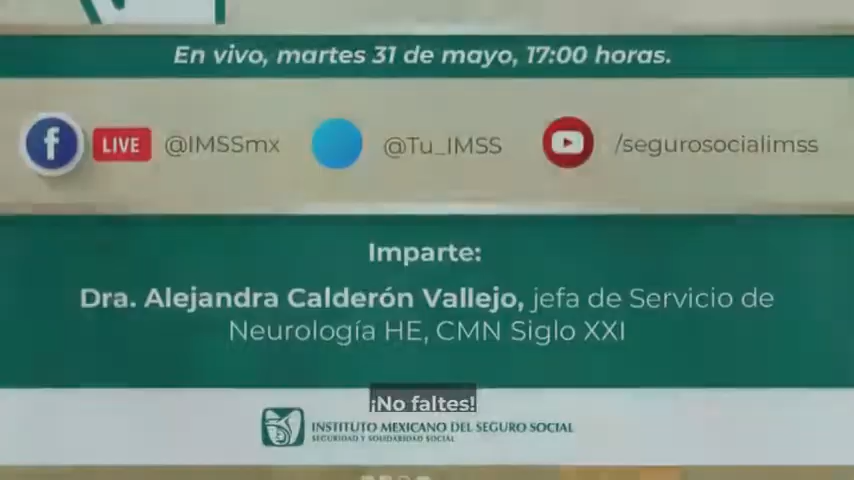 En vivo, martes 31 de mayo, 17:00 horas.
f LIVE @IMSSmx @Tu_IMSS /segurosocialimss
Imparte:
Dra. Alejandra Calderón Vallejo, jefa de Servicio de
Neurología HE, CMN Siglo XXI
¡No faltes!
INSTITUTO MEXICANO DEL SEGURO SOCIAL
SEGURIDAD Y SOLIDARIDAD SOCIAL